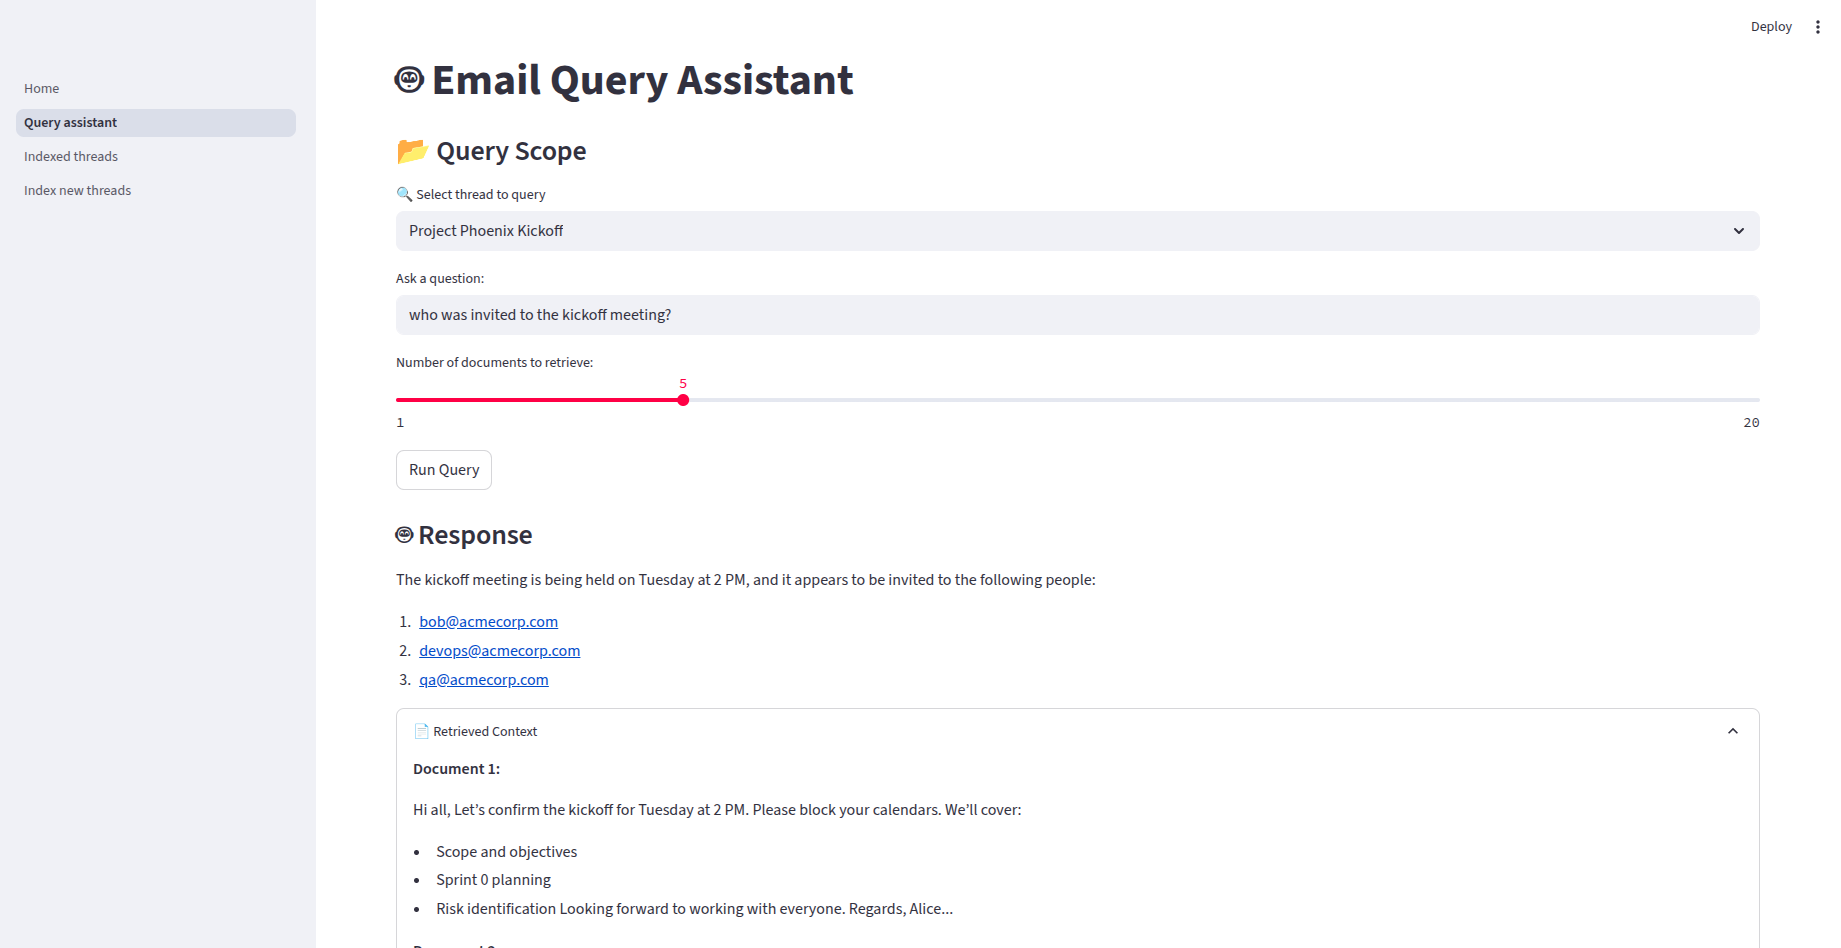 Deploy
Home
Query assistant
Indexed threads
Index new threads
Email Query Assistant
📂 Query Scope
🔍 Select thread to query
Project Phoenix Kickoff
Ask a question:
who was invited to the kickoff meeting?
Number of documents to retrieve:
5
1
20
Run Query
Response
The kickoff meeting is being held on Tuesday at 2 PM, and it appears to be invited to the following people:
1. bob@acmecorp.com
2. devops@acmecorp.com
3. qa@acmecorp.com
📄 Retrieved Context
Document 1:
Hi all, Let’s confirm the kickoff for Tuesday at 2 PM. Please block your calendars. We’ll cover:
• Scope and objectives
• Sprint 0 planning
• Risk identification Looking forward to working with everyone. Regards, Alice...